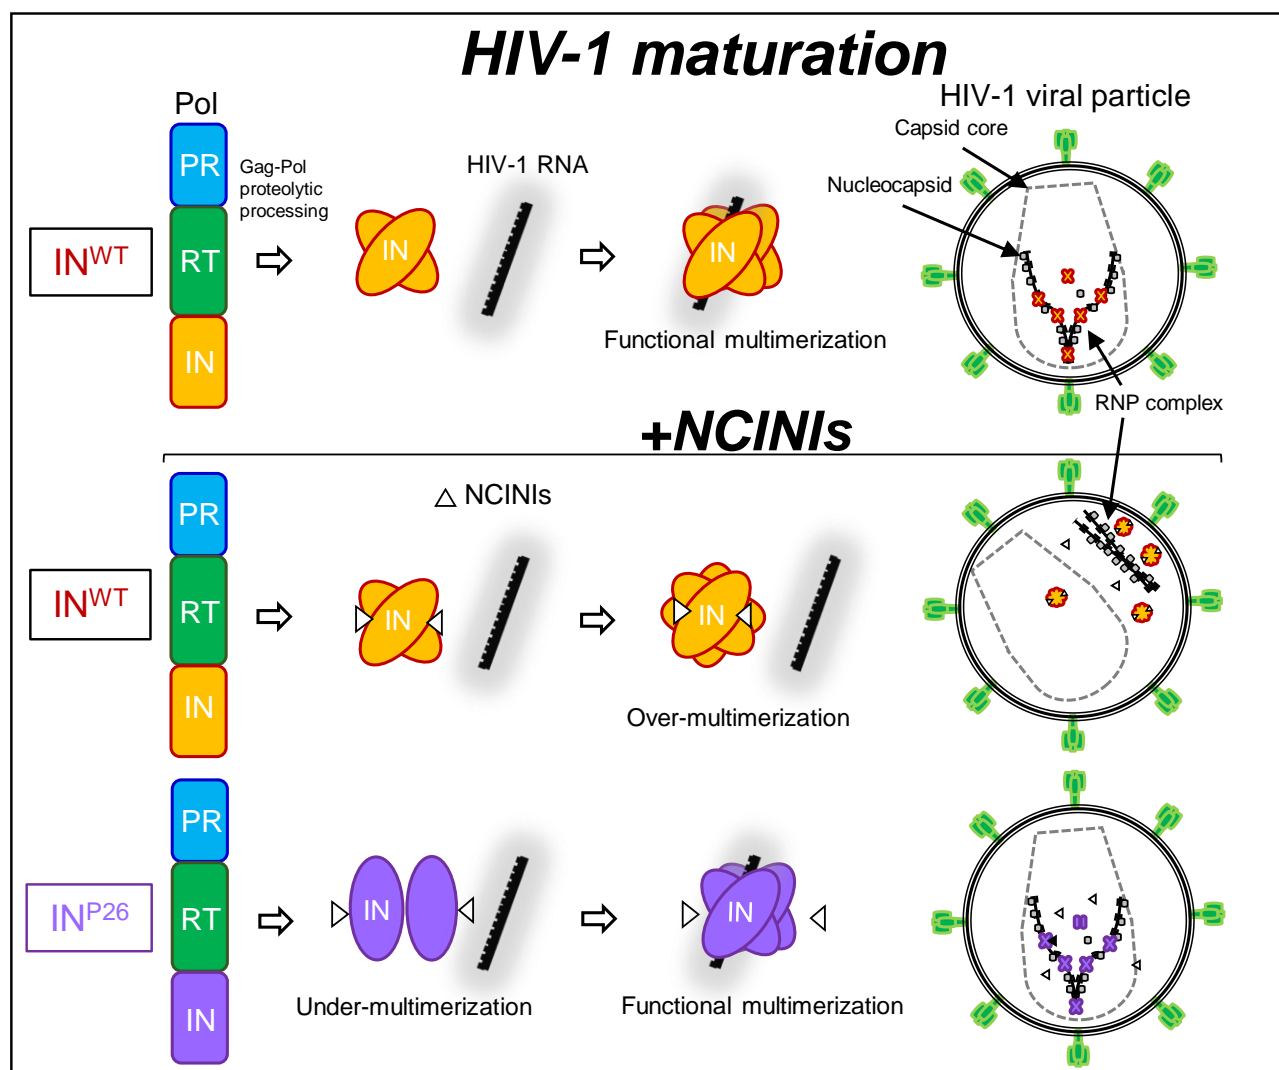 HIV-1 maturation
Pol
HIV-1 viral particle
Capsid core
Nucleocapsid
PR
Gag-Pol
proteolytic
processing
HIV-1 RNA
IN^WT
RT
IN
IN
IN
Functional multimerization
RNP complex
+NCINIs
△ NCINIs
PR
IN^WT
RT
IN
IN
IN
Over-multimerization
PR
IN^P26
RT
IN
IN
IN
Under-multimerization
Functional multimerization